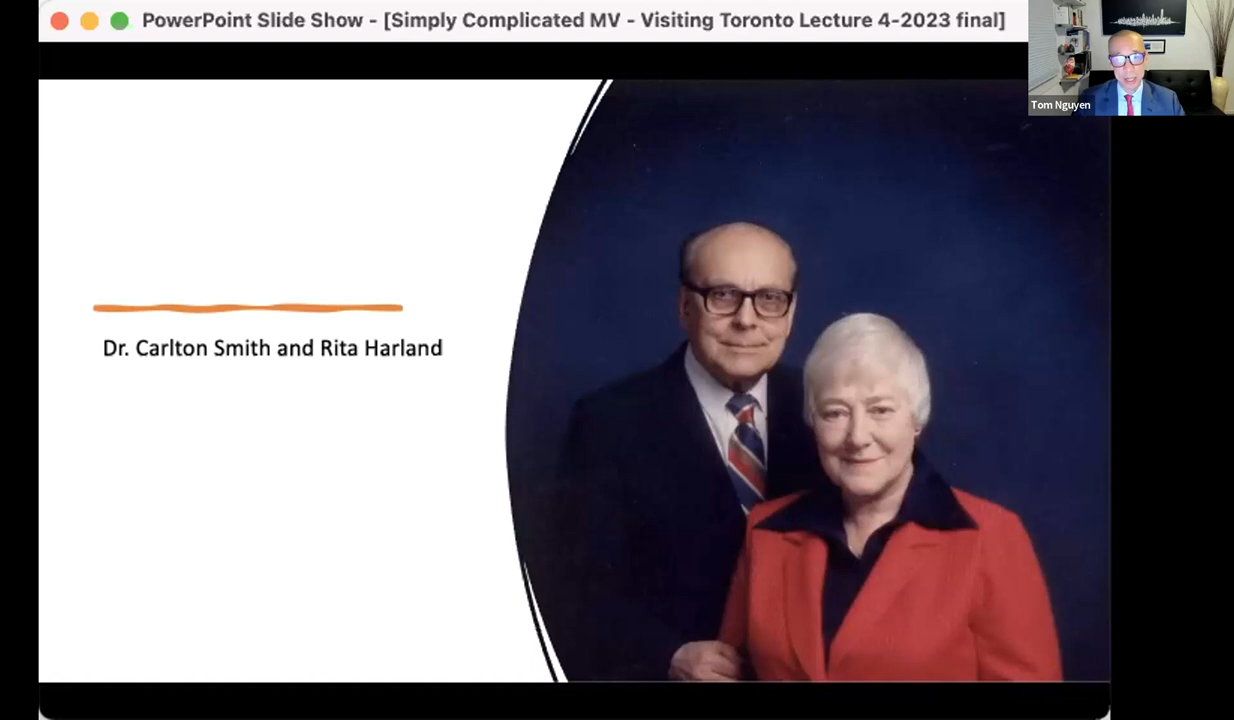 PowerPoint Slide Show - [Simply Complicated MV - Visiting Toronto Lecture 4-2023 final]
Tom Nguyen
Dr. Carlton Smith and Rita Harland